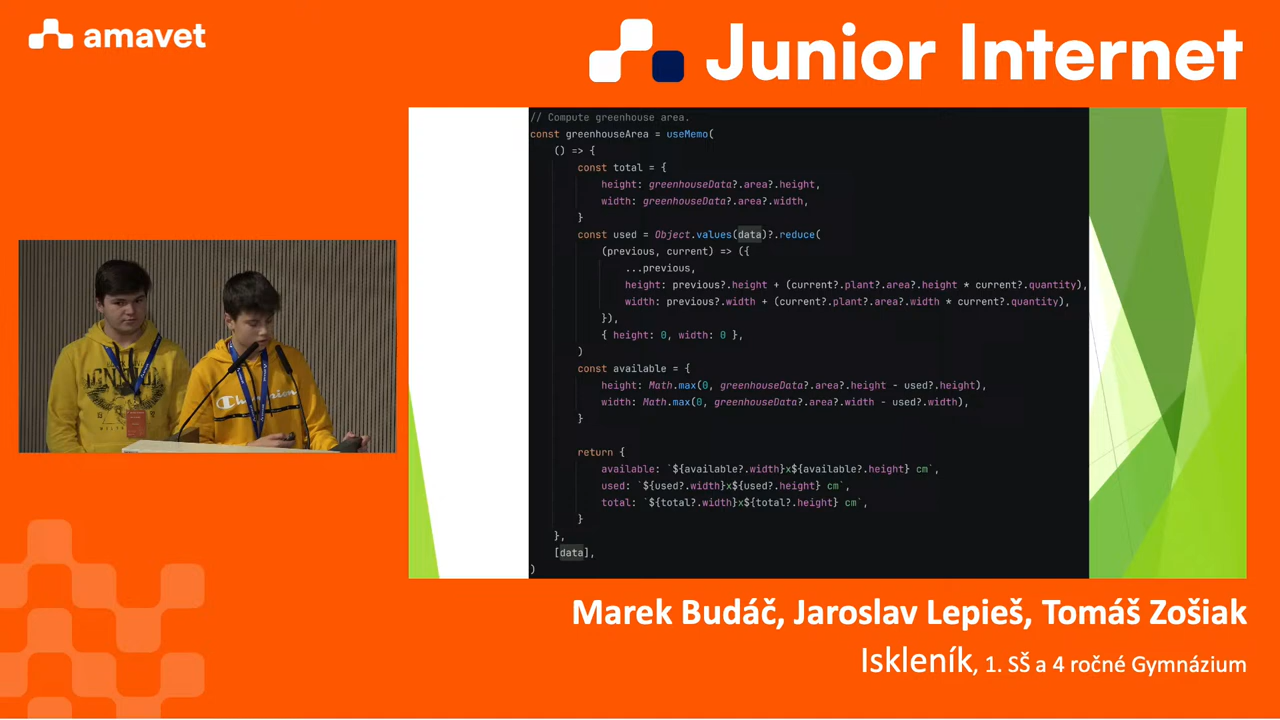 amavet
Junior Internet
// Compute greenhouse area.
const greenhouseArea = useMemo(
() => {
const total = {
height: greenhouseData?.area?.height,
width: greenhouseData?.area?.width,
}
const used = Object.values(data)?.reduce(
(previous, current) => ({
...previous,
height: previous?.height + (current?.plant?.area?.height * current?.quantity),
width: previous?.width + (current?.plant?.area?.width * current?.quantity),
}),
{ height: 0, width: 0 },
)
const available = {
height: Math.max(0, greenhouseData?.area?.height - used?.height),
width: Math.max(0, greenhouseData?.area?.width - used?.width),
}
return {
available: `${available?.width}x${available?.height} cm`,
used: `${used?.width}x${used?.height} cm`,
total: `${total?.width}x${total?.height} cm`,
}
},
[data],
)
Champion
Marek Budáč, Jaroslav Lepieš, Tomáš Zošiak
Iskleník, 1. SŠ a 4 ročné Gymnázium